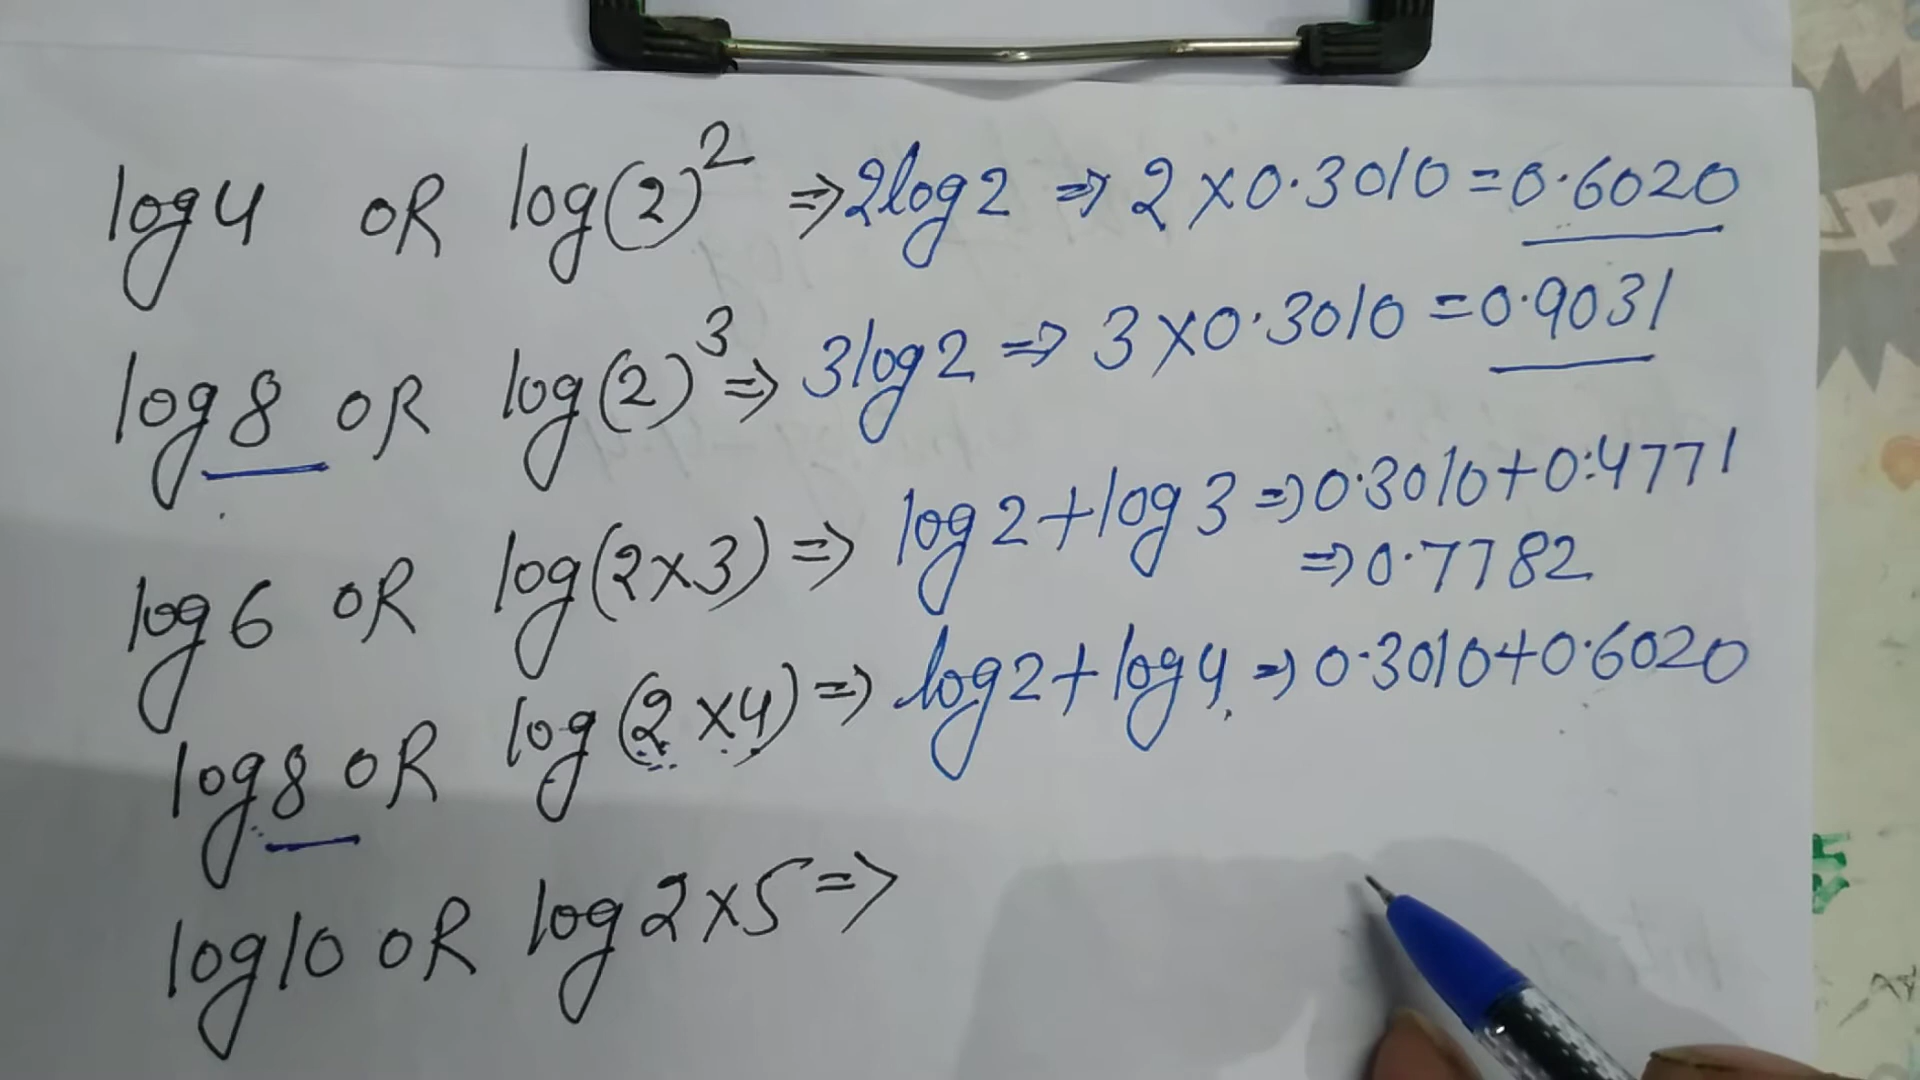 log4 OR log(2)² ⇒ 2log2 ⇒ 2×0.3010=0.6020
log8 OR log(2)³ ⇒ 3log2 ⇒ 3×0.3010=0.9031
log6 OR log(2×3) ⇒ log2+log3 ⇒ 0.3010+0.4771
⇒ 0.7782
log8 OR log(2×4) ⇒ log2+log4 ⇒ 0.3010+0.6020
log10 OR log2×5 ⇒